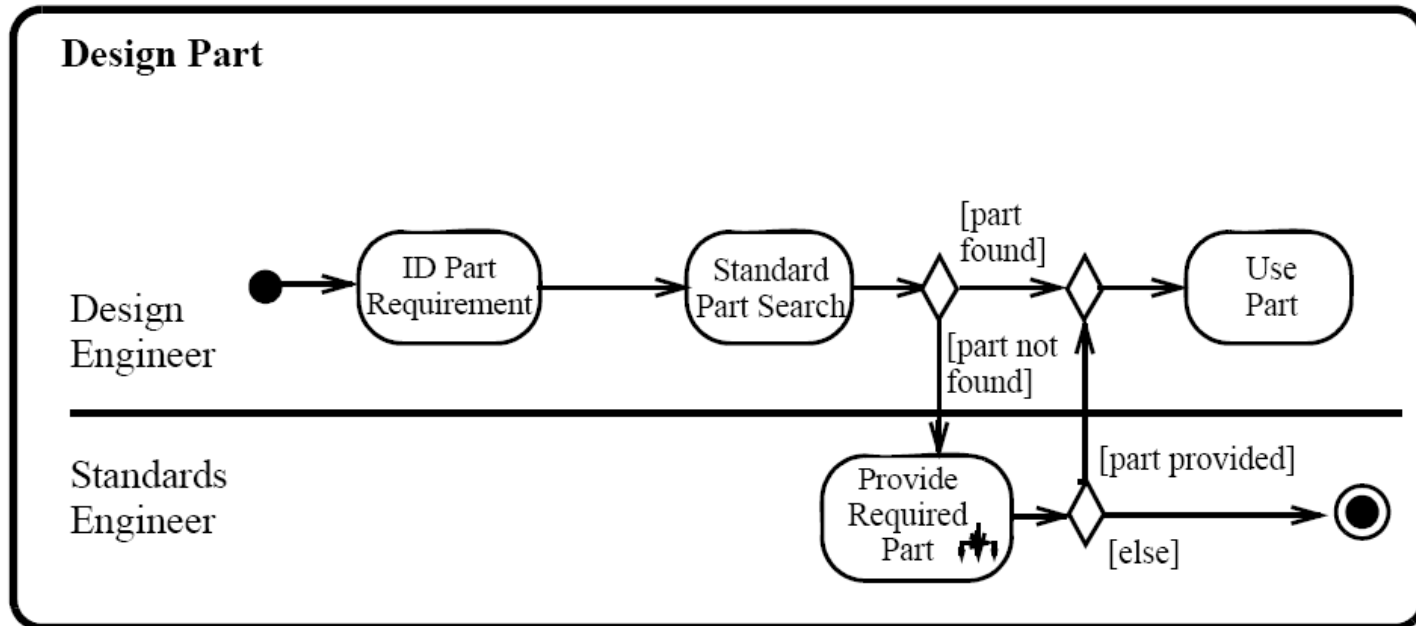 Design Part
[part
found]
ID Part
Requirement
Standard
Part Search
Use
Part
Design
Engineer
[part not
found]
Standards
Engineer
Provide
Required
Part
[part provided]
[else]